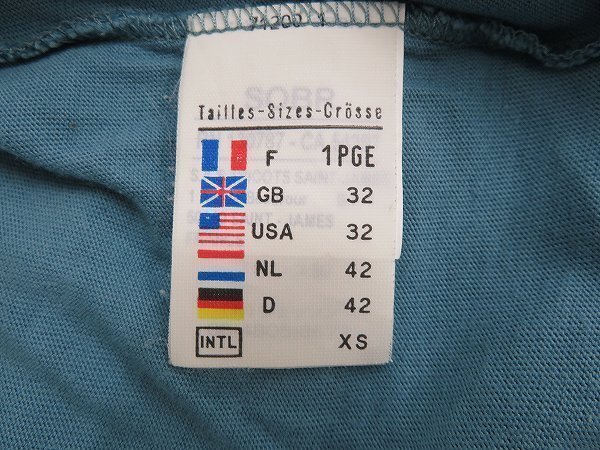 Tailles-Sizes-Grösse
F 1PGE
GB 32
USA 32
NL 42
D 42
INTL XS